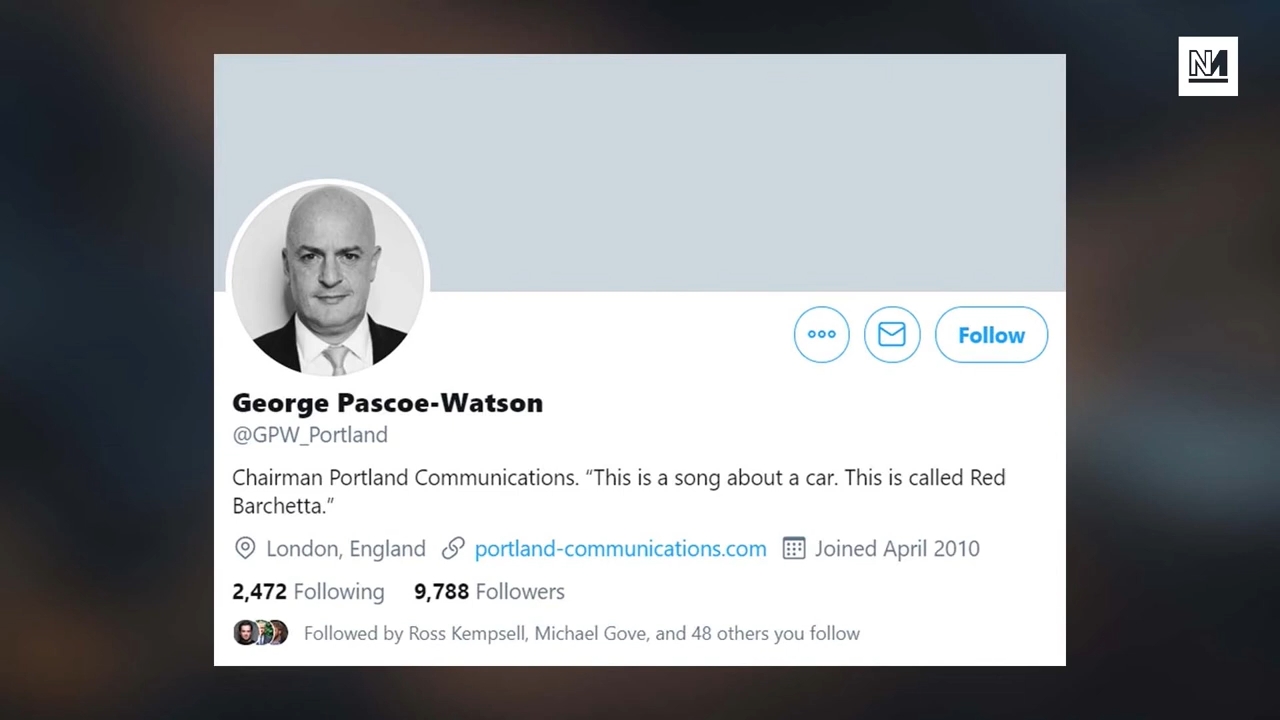 NM
Follow
George Pascoe-Watson
@GPW_Portland
Chairman Portland Communications. “This is a song about a car. This is called Red
Barchetta.”
London, England portland-communications.com Joined April 2010
2,472 Following 9,788 Followers
Followed by Ross Kempsell, Michael Gove, and 48 others you follow